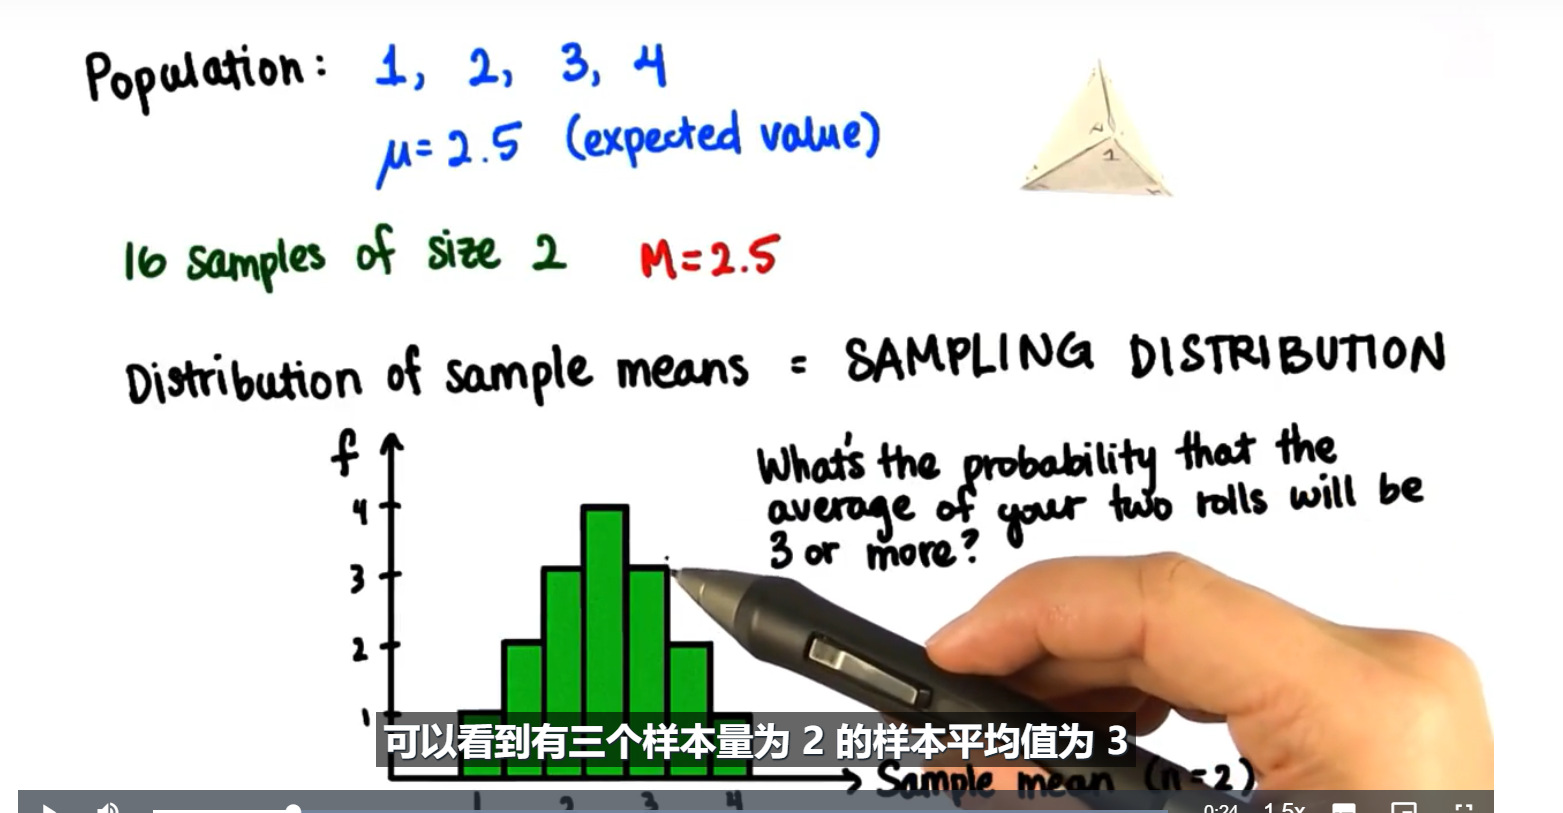 Population: 1, 2, 3, 4
µ=2.5 (expected value)
1
16 samples of size 2 M=2.5
Distribution of sample means = SAMPLING DISTRIBUTION
f
What's the probability that the
average of your two rolls will be
3 or more?
4
3
2
1
可以看到有三个样本量为 2 的样本平均值为 3
Sample mean (n=2)
1 2 3 4
0:24 1.5x